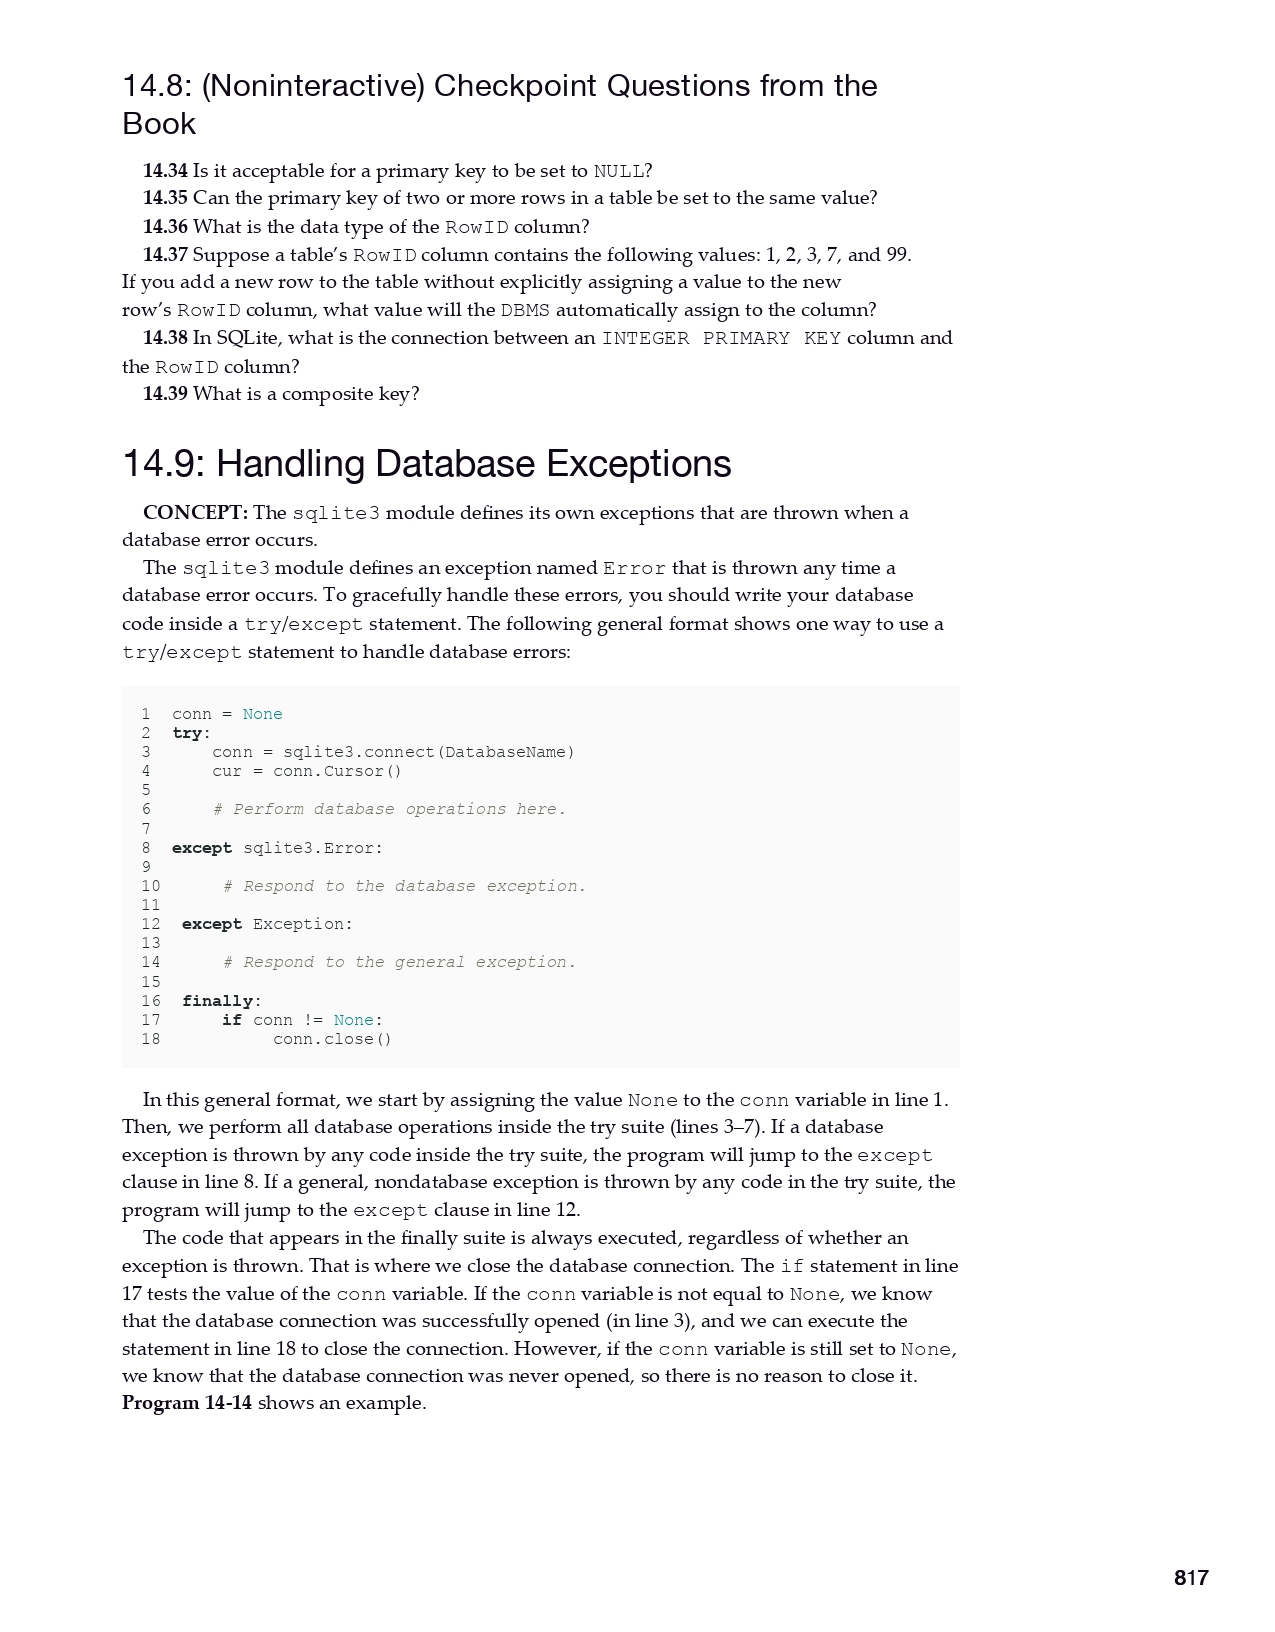 14.8: (Noninteractive) Checkpoint Questions from the
Book
14.34 Is it acceptable for a primary key to be set to NULL?
14.35 Can the primary key of two or more rows in a table be set to the same value?
14.36 What is the data type of the RowID column?
14.37 Suppose a table’s RowID column contains the following values: 1, 2, 3, 7, and 99.
If you add a new row to the table without explicitly assigning a value to the new
row’s RowID column, what value will the DBMS automatically assign to the column?
14.38 In SQLite, what is the connection between an INTEGER PRIMARY KEY column and
the RowID column?
14.39 What is a composite key?
14.9: Handling Database Exceptions
CONCEPT: The sqlite3 module defines its own exceptions that are thrown when a
database error occurs.
The sqlite3 module defines an exception named Error that is thrown any time a
database error occurs. To gracefully handle these errors, you should write your database
code inside a try/except statement. The following general format shows one way to use a
try/except statement to handle database errors:
1 conn = None
2 try:
3 conn = sqlite3.connect(DatabaseName)
4 cur = conn.Cursor()
5
6 # Perform database operations here.
7
8 except sqlite3.Error:
9
10 # Respond to the database exception.
11
12 except Exception:
13
14 # Respond to the general exception.
15
16 finally:
17 if conn != None:
18 conn.close()
In this general format, we start by assigning the value None to the conn variable in line 1.
Then, we perform all database operations inside the try suite (lines 3–7). If a database
exception is thrown by any code inside the try suite, the program will jump to the except
clause in line 8. If a general, nondatabase exception is thrown by any code in the try suite, the
program will jump to the except clause in line 12.
The code that appears in the finally suite is always executed, regardless of whether an
exception is thrown. That is where we close the database connection. The if statement in line
17 tests the value of the conn variable. If the conn variable is not equal to None, we know
that the database connection was successfully opened (in line 3), and we can execute the
statement in line 18 to close the connection. However, if the conn variable is still set to None,
we know that the database connection was never opened, so there is no reason to close it.
Program 14-14 shows an example.
817